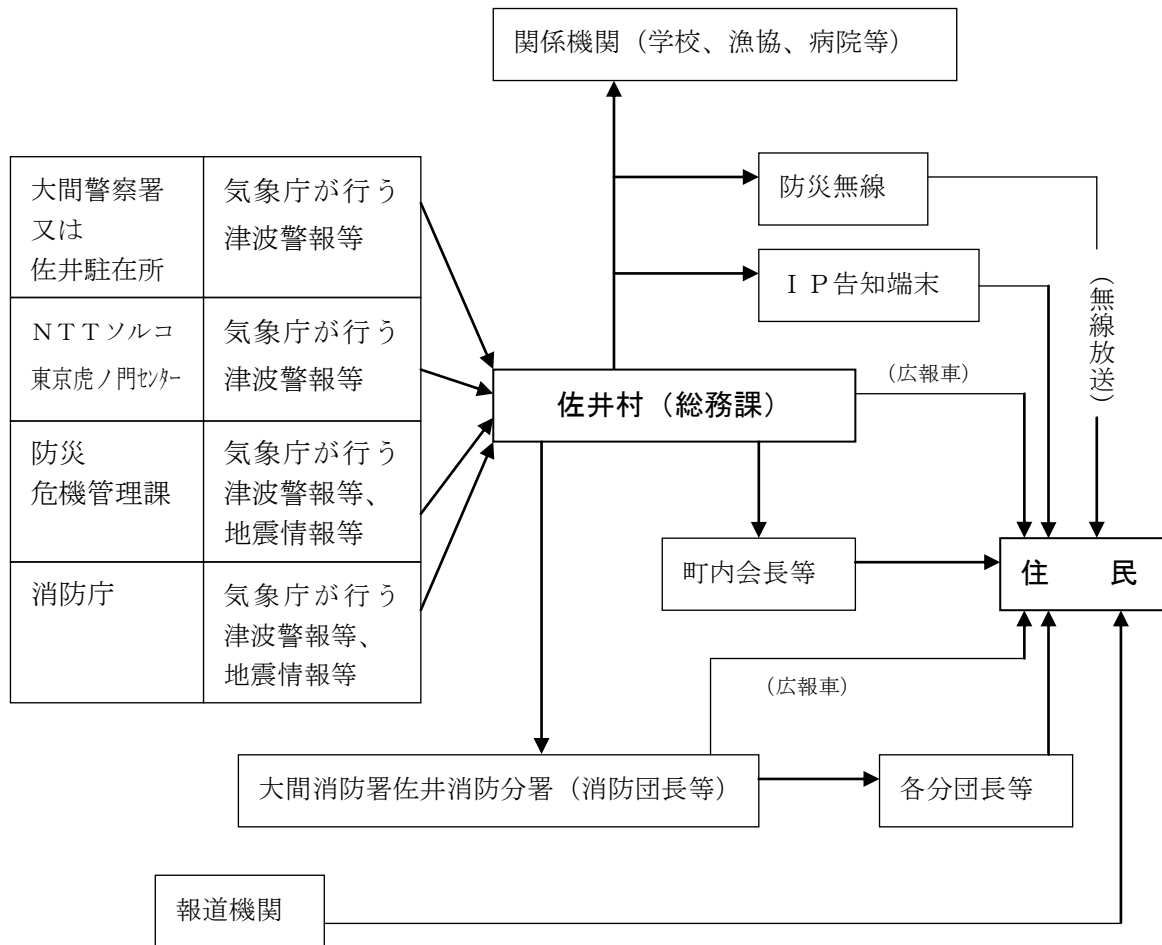 関係機関（学校、漁協、病院等）
大間警察署
又は
佐井駐在所
気象庁が行う
津波警報等
防災無線
ＩＰ告知端末
（無線放送）
ＮＴＴソルコ
東京虎ノ門ｾﾝﾀｰ
気象庁が行う
津波警報等
佐井村（総務課）
（広報車）
防災
危機管理課
気象庁が行う
津波警報等、
地震情報等
町内会長等
住　民
消防庁
気象庁が行う
津波警報等、
地震情報等
（広報車）
大間消防署佐井消防分署（消防団長等）
各分団長等
報道機関